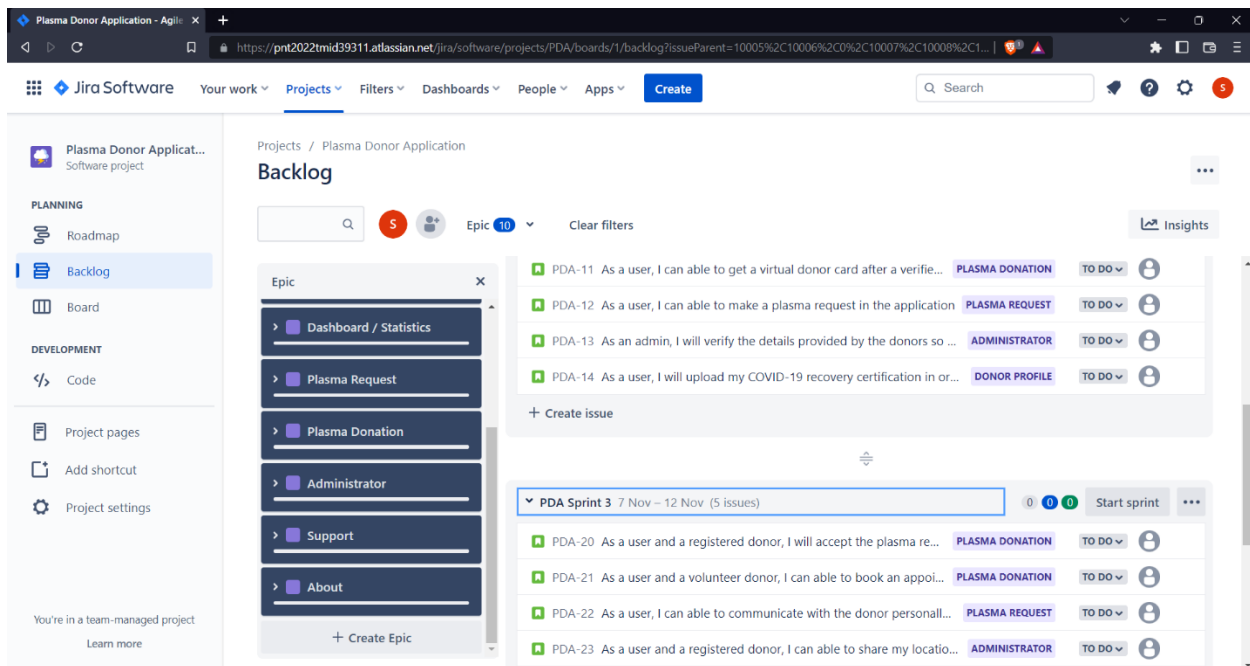 Plasma Donor Application - Agile
https://pnt2022tmid39311.atlassian.net/jira/software/projects/PDA/boards/1/backlog?issueParent=10005%2C10006%2C0%2C10007%2C10008%2C1...
Jira Software Your work Projects Filters Dashboards People Apps Create Search S
Plasma Donor Applicat...
Software project
PLANNING
Roadmap
Backlog
Board
DEVELOPMENT
Code
Project pages
Add shortcut
Project settings
You're in a team-managed project
Learn more
Projects / Plasma Donor Application
Backlog
S Epic 10 Clear filters Insights
Epic
Dashboard / Statistics
Plasma Request
Plasma Donation
Administrator
Support
About
+ Create Epic
PDA-11 As a user, I can able to get a virtual donor card after a verifie... PLASMA DONATION TO DO
PDA-12 As a user, I can able to make a plasma request in the application PLASMA REQUEST TO DO
PDA-13 As an admin, I will verify the details provided by the donors so ... ADMINISTRATOR TO DO
PDA-14 As a user, I will upload my COVID-19 recovery certification in or... DONOR PROFILE TO DO
+ Create issue
PDA Sprint 3 7 Nov – 12 Nov (5 issues) 0 0 0 Start sprint
PDA-20 As a user and a registered donor, I will accept the plasma re... PLASMA DONATION TO DO
PDA-21 As a user and a volunteer donor, I can able to book an appoi... PLASMA DONATION TO DO
PDA-22 As a user, I can able to communicate with the donor personall... PLASMA REQUEST TO DO
PDA-23 As a user and a registered donor, I can able to share my locatio... ADMINISTRATOR TO DO